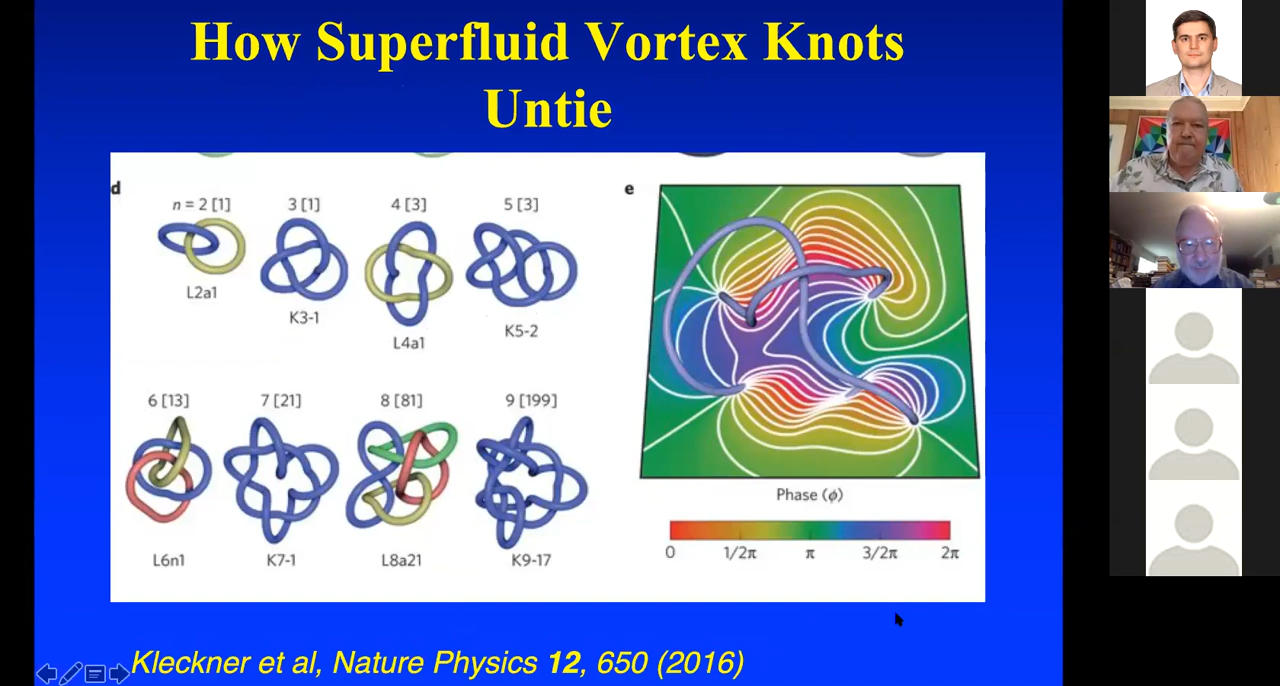 How Superfluid Vortex Knots
Untie
d
n = 2 [1]
3 [1]
4 [3]
5 [3]
L2a1
K3-1
L4a1
K5-2
6 [13]
7 [21]
8 [81]
9 [199]
L6n1
K7-1
L8a21
K9-17
e
Phase (ϕ)
0
1/2π
π
3/2π
2π
Kleckner et al, Nature Physics 12, 650 (2016)